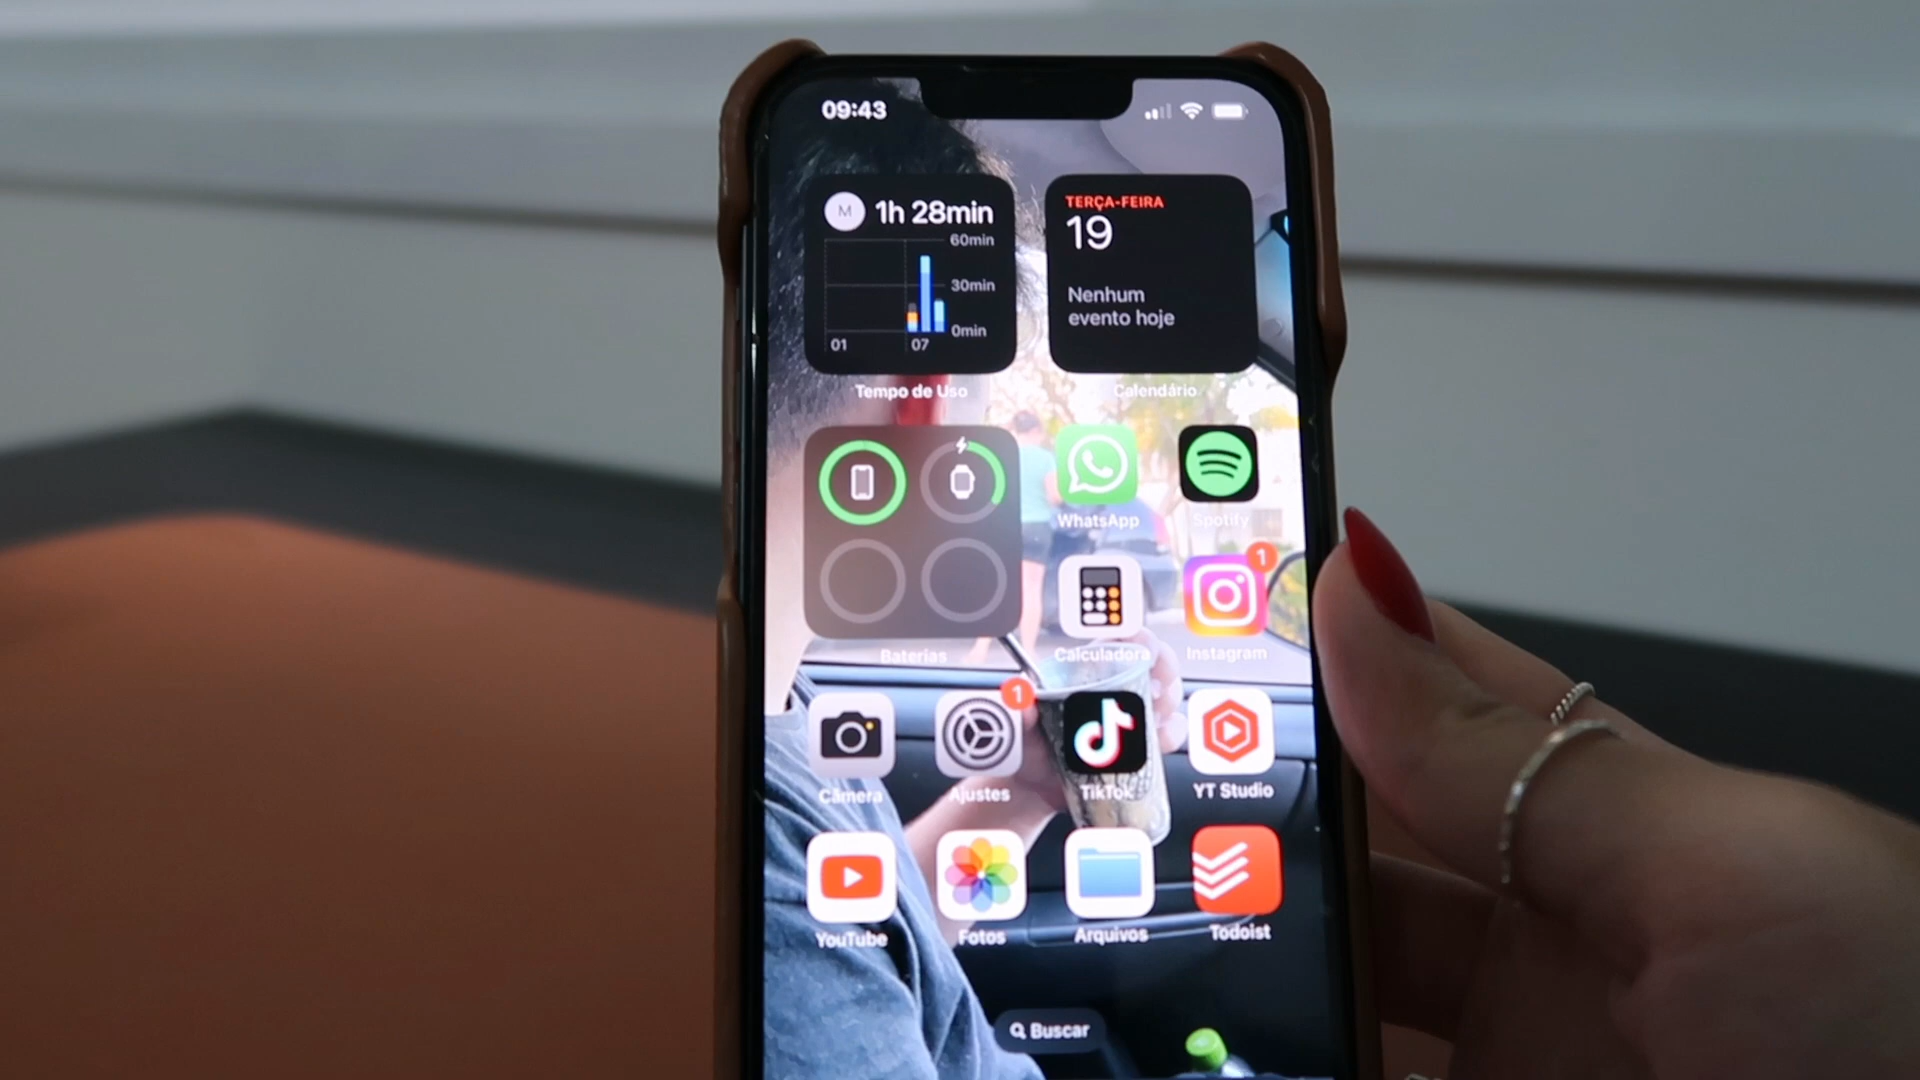 09:43
M
1h 28min
60min
30min
0min
01
07
Tempo de Uso
TERÇA-FEIRA
19
Nenhum
evento hoje
Calendário
Baterias
WhatsApp
Spotify
Calculadora
1
Instagram
Câmera
1
Ajustes
TikTok
YT Studio
YouTube
Fotos
Arquivos
Todoist
Buscar